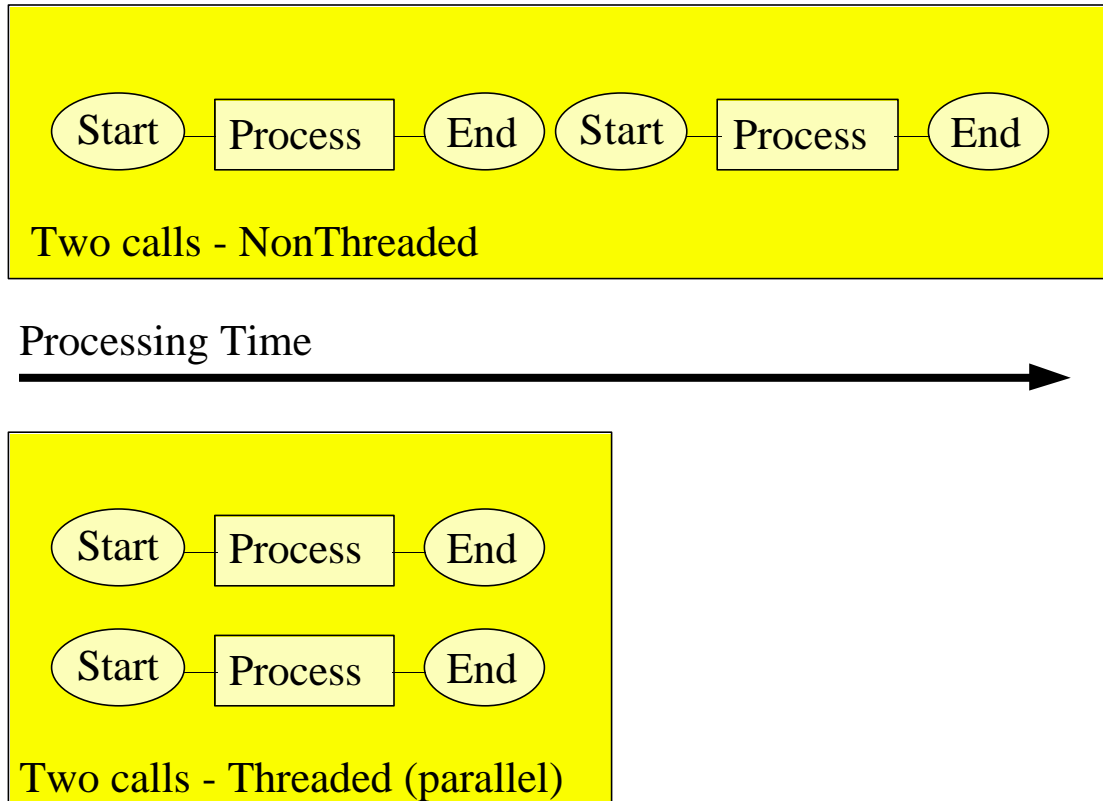 Start Process End Start Process End
Two calls - NonThreaded
Processing Time
Start Process End
Start Process End
Two calls - Threaded (parallel)